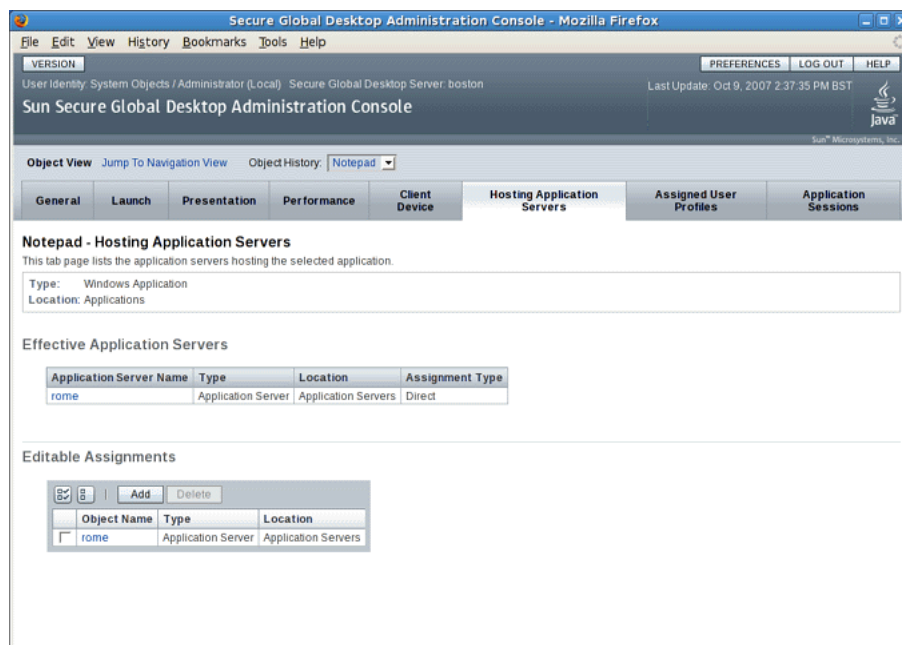 Secure Global Desktop Administration Console - Mozilla Firefox
File Edit View History Bookmarks Tools Help
VERSION PREFERENCES LOG OUT HELP
User Identity: System Objects / Administrator (Local) Secure Global Desktop Server: boston
Last Update: Oct 9, 2007 2:37:35 PM BST
Sun Secure Global Desktop Administration Console
Java
Sun™ Microsystems, Inc.
Object View Jump To Navigation View Object History: Notepad
General Launch Presentation Performance Client Device Hosting Application Servers Assigned User Profiles Application Sessions
Notepad - Hosting Application Servers
This tab page lists the application servers hosting the selected application.
Type: Windows Application
Location: Applications
Effective Application Servers
Application Server Name Type Location Assignment Type
rome Application Server Application Servers Direct
Editable Assignments
Add Delete
Object Name Type Location
rome Application Server Application Servers